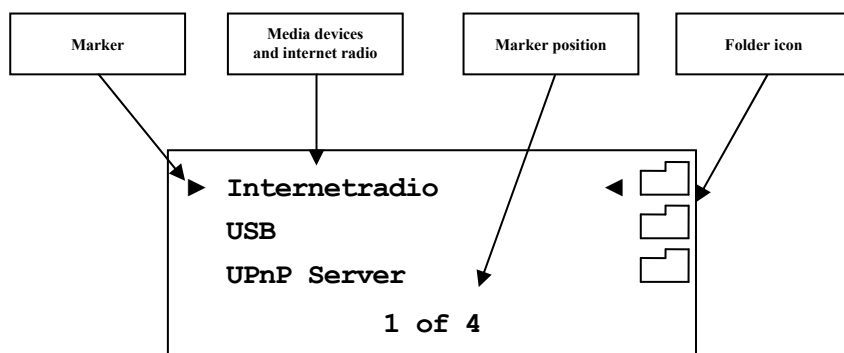 Marker
Media devices
and internet radio
Marker position
Folder icon
Internetradio
USB
UPnP Server
1 of 4